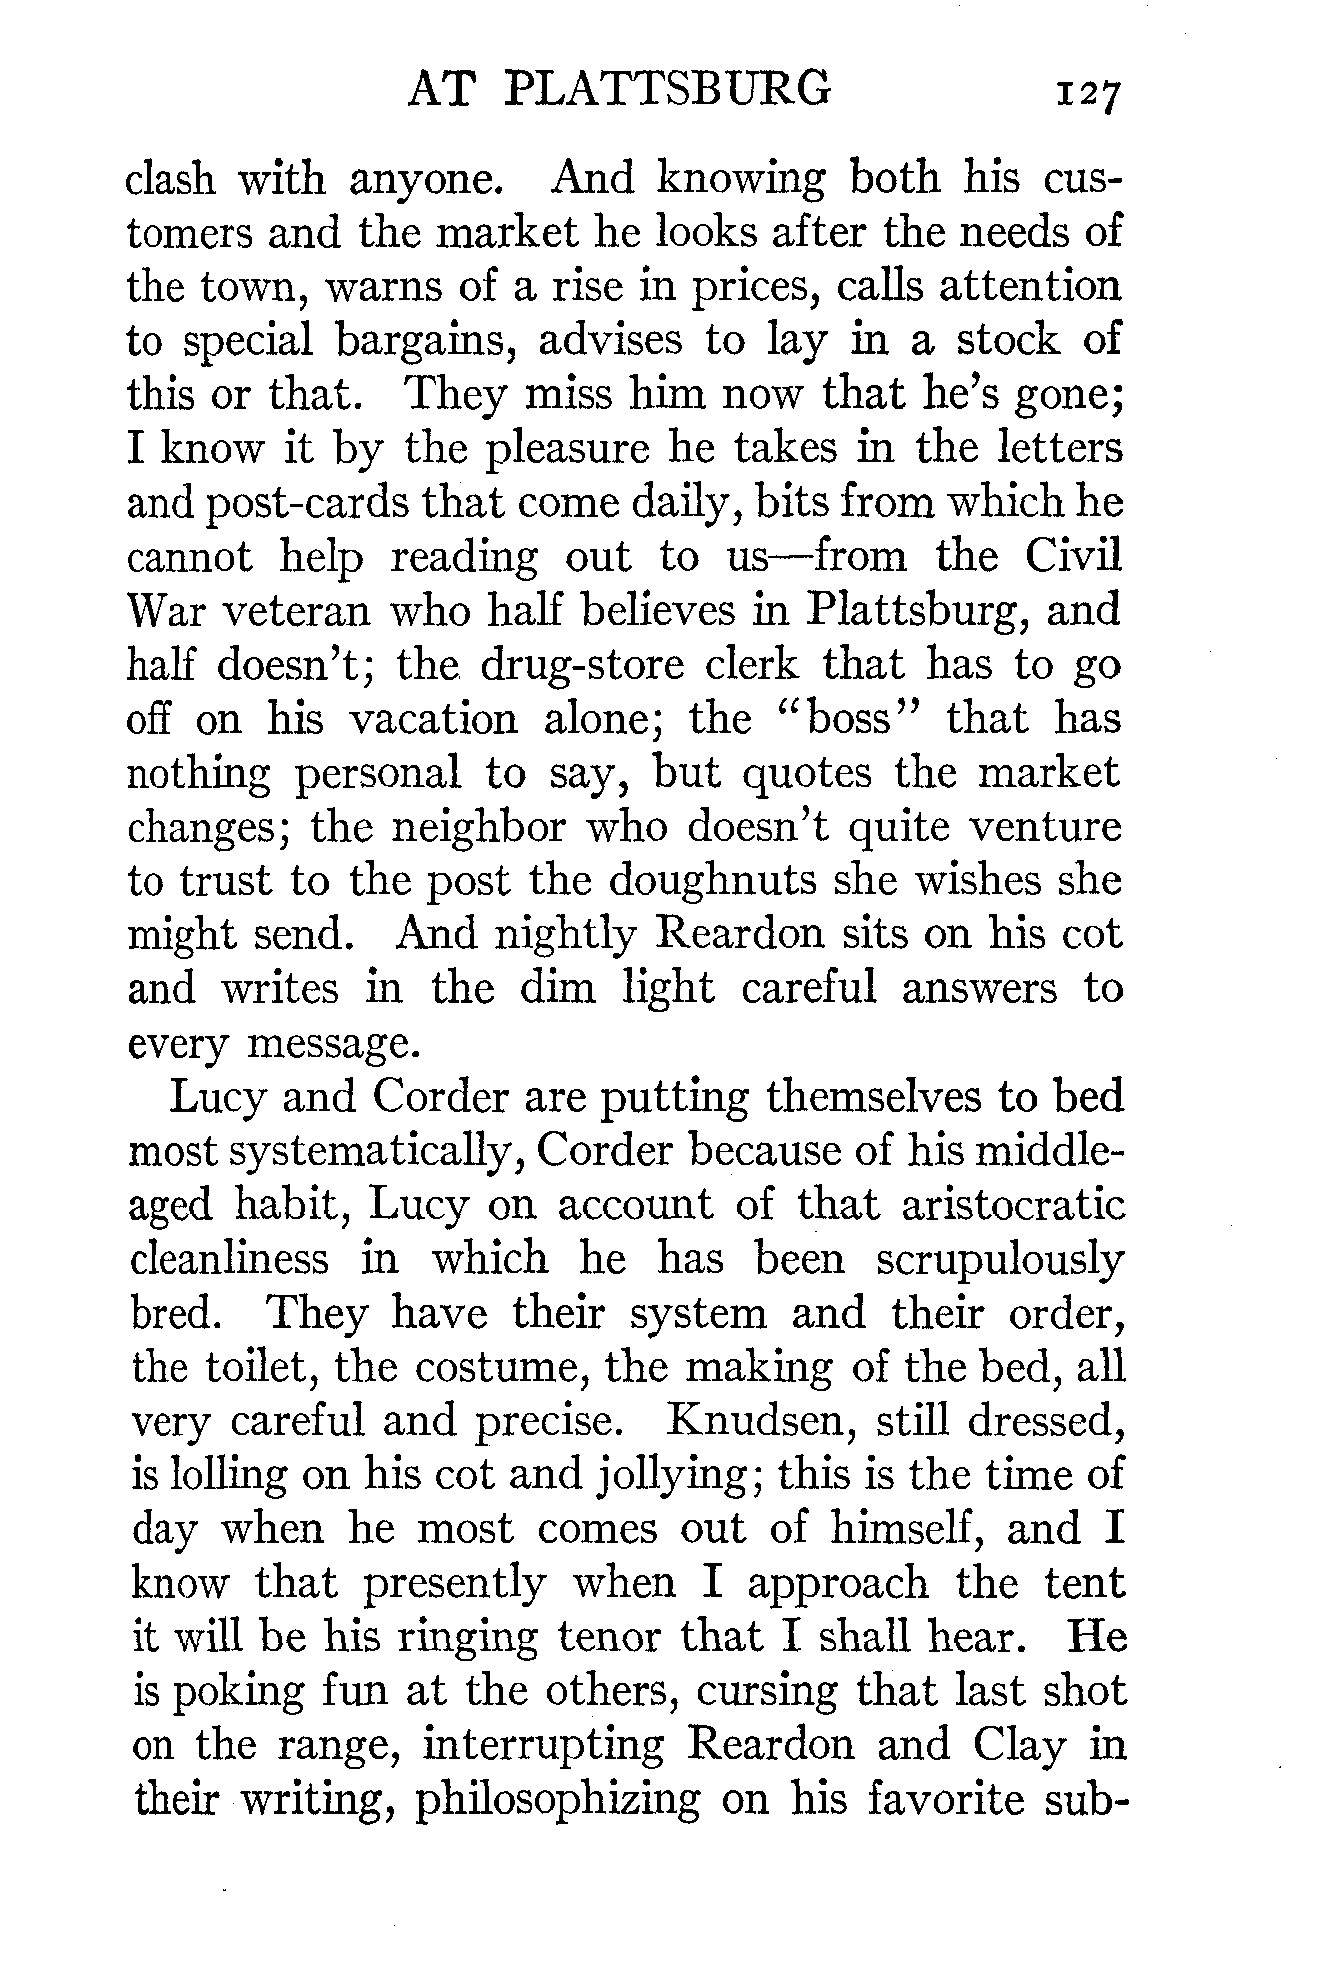 AT PLATTSBURG 127
clash with anyone. And knowing both his cus-
tomers and the market he looks after the needs of
the town, warns of a rise in prices, calls attention
to special bargains, advises to lay in a stock of
this or that. They miss him now that he's gone;
I know it by the pleasure he takes in the letters
and post-cards that come daily, bits from which he
cannot help reading out to us—from the Civil
War veteran who half believes in Plattsburg, and
half doesn't; the drug-store clerk that has to go
off on his vacation alone; the "boss" that has
nothing personal to say, but quotes the market
changes; the neighbor who doesn't quite venture
to trust to the post the doughnuts she wishes she
might send. And nightly Reardon sits on his cot
and writes in the dim light careful answers to
every message.
Lucy and Corder are putting themselves to bed
most systematically, Corder because of his middle-
aged habit, Lucy on account of that aristocratic
cleanliness in which he has been scrupulously
bred. They have their system and their order,
the toilet, the costume, the making of the bed, all
very careful and precise. Knudsen, still dressed,
is lolling on his cot and jollying; this is the time of
day when he most comes out of himself, and I
know that presently when I approach the tent
it will be his ringing tenor that I shall hear. He
is poking fun at the others, cursing that last shot
on the range, interrupting Reardon and Clay in
their writing, philosophizing on his favorite sub-